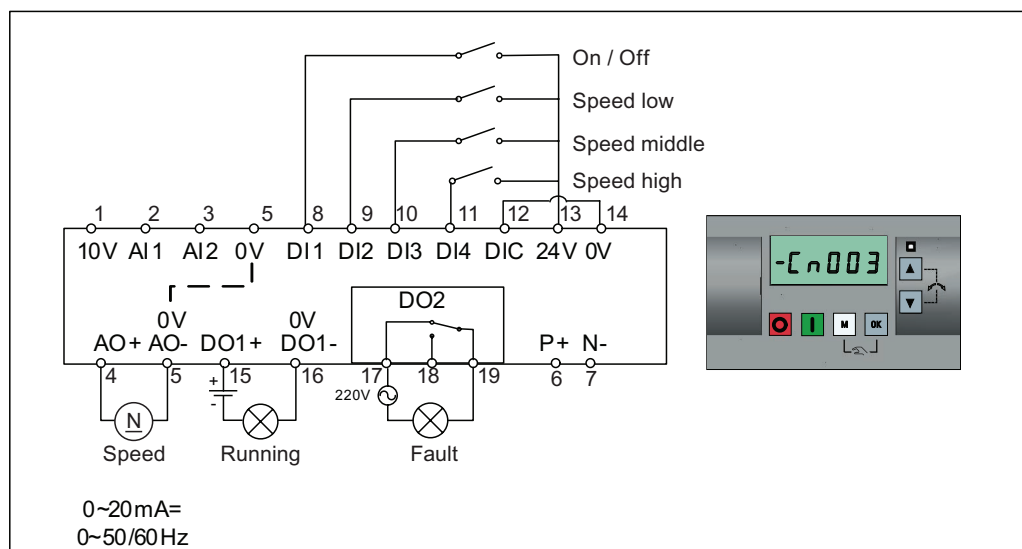 On / Off
Speed low
Speed middle
Speed high
1 2 3 5 8 9 10 11 12 13 14
10V AI1 AI2 0V DI1 DI2 DI3 DI4 DIC 24V 0V
-Cn003
DO2
0V 0V
AO+ AO- DO1+ DO1- P+ N-
M OK
4 5 15 16 17 18 19 6 7
+
-
220V
N
Speed Running Fault
0~20mA=
0~50/60Hz